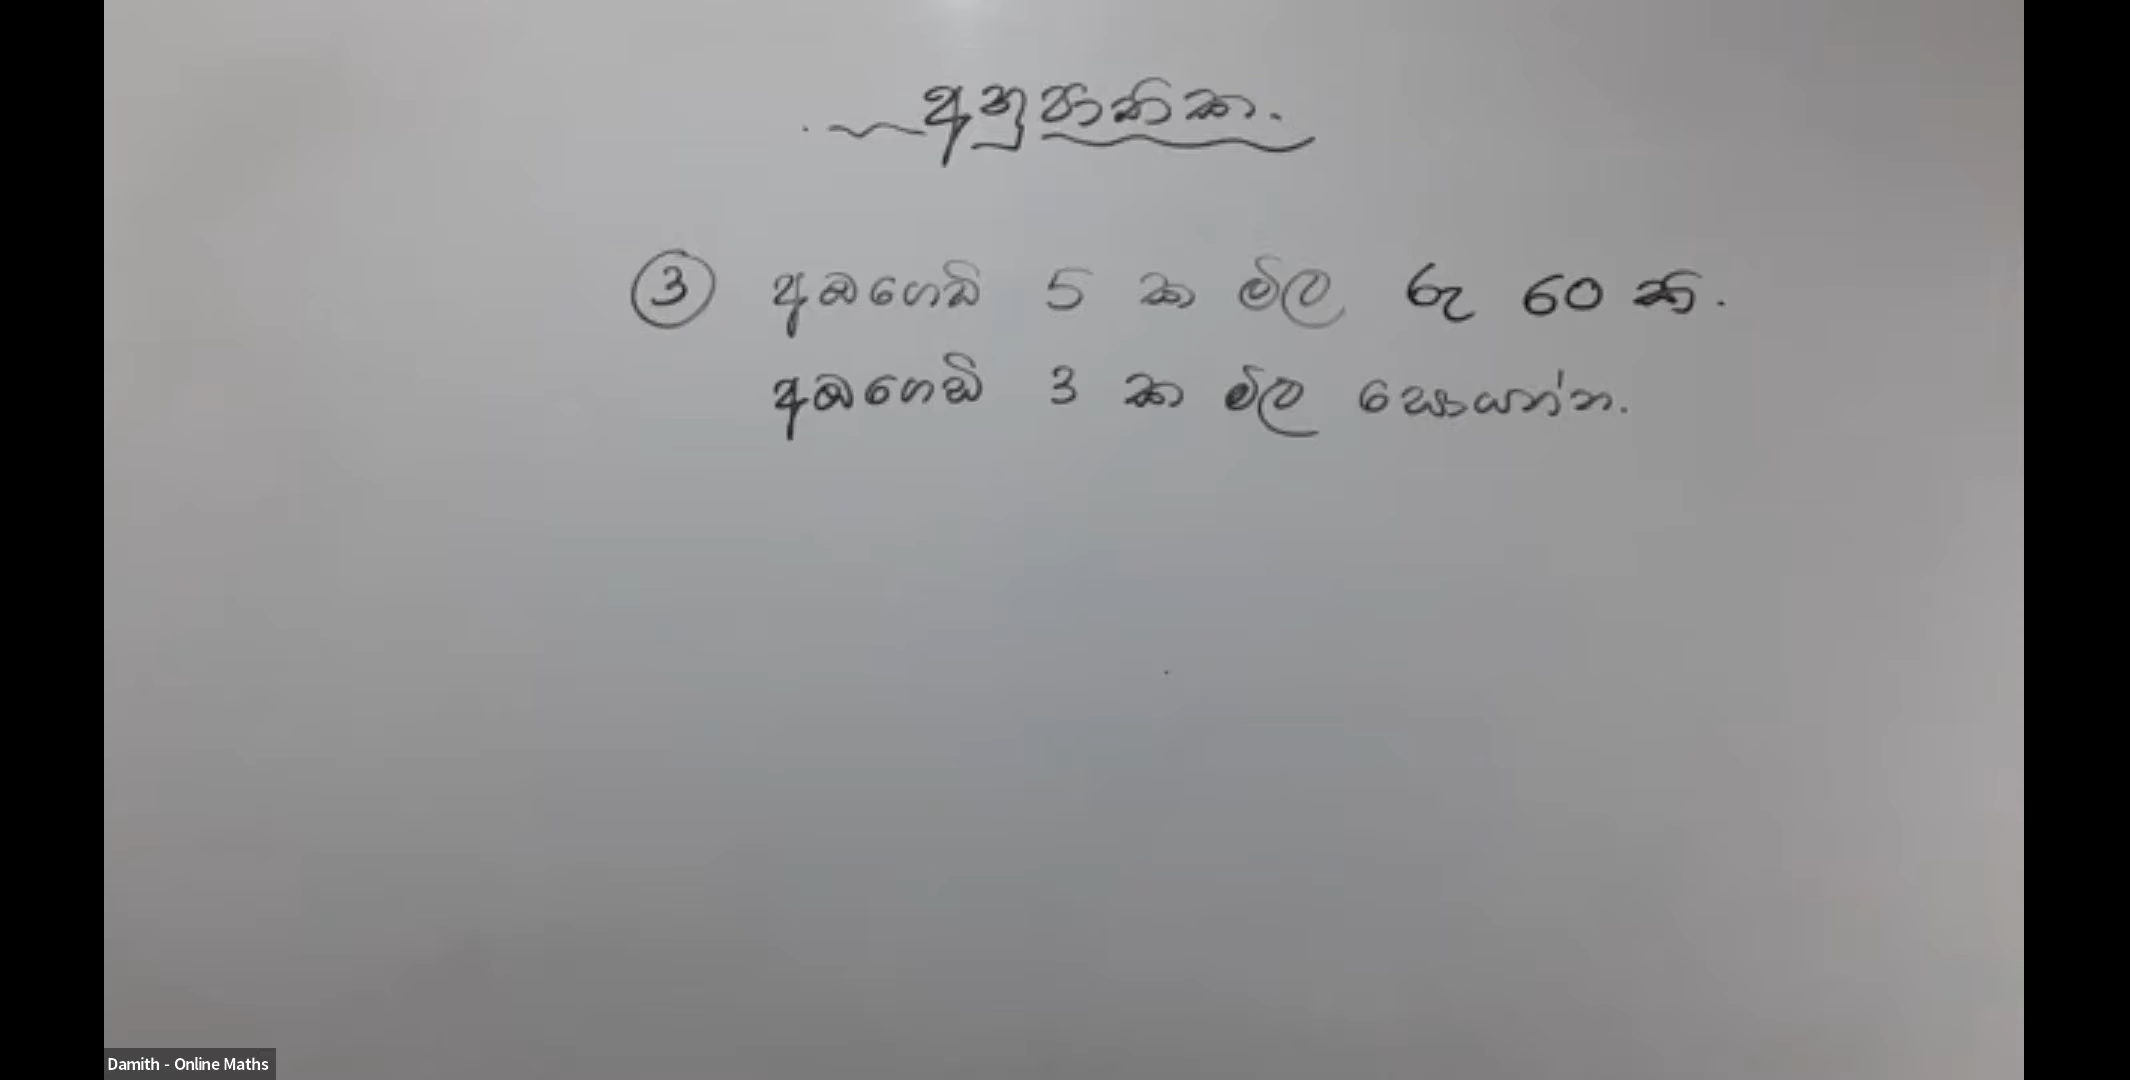 අනුපාතික.
③ අඹගෙඩි 5 ක මිල රු 60 කි.
අඹගෙඩි 3 ක මිල සොයන්න.
Damith - Online Maths